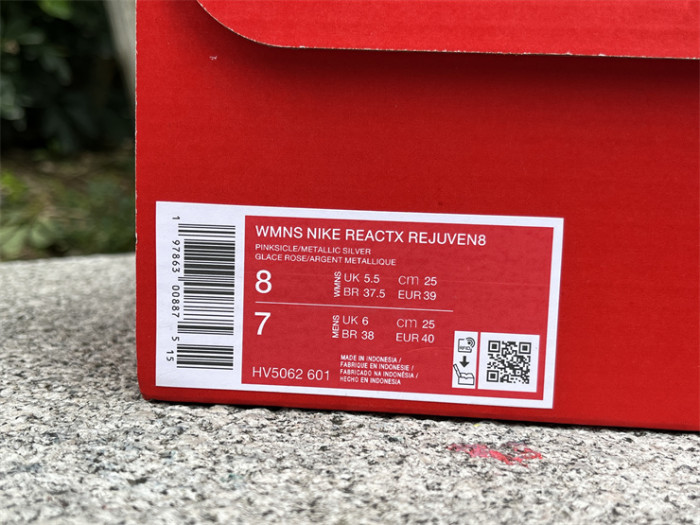 WMNS NIKE REACTX REJUVEN8
PINKSICLE/METALLIC SILVER
GLACE ROSE/ARGENT METALLIQUE
8 WMNS UK 5.5 cm 25
BR 37.5 EUR 39
7 MENS UK 6 cm 25
BR 38 EUR 40
HV5062 601
MADE IN INDONESIA /
FABRIQUE EN INDONESIE /
FABRICADO NA INDONÉSIA /
HECHO EN INDONESIA
RFID
1 97863 00887 5 15